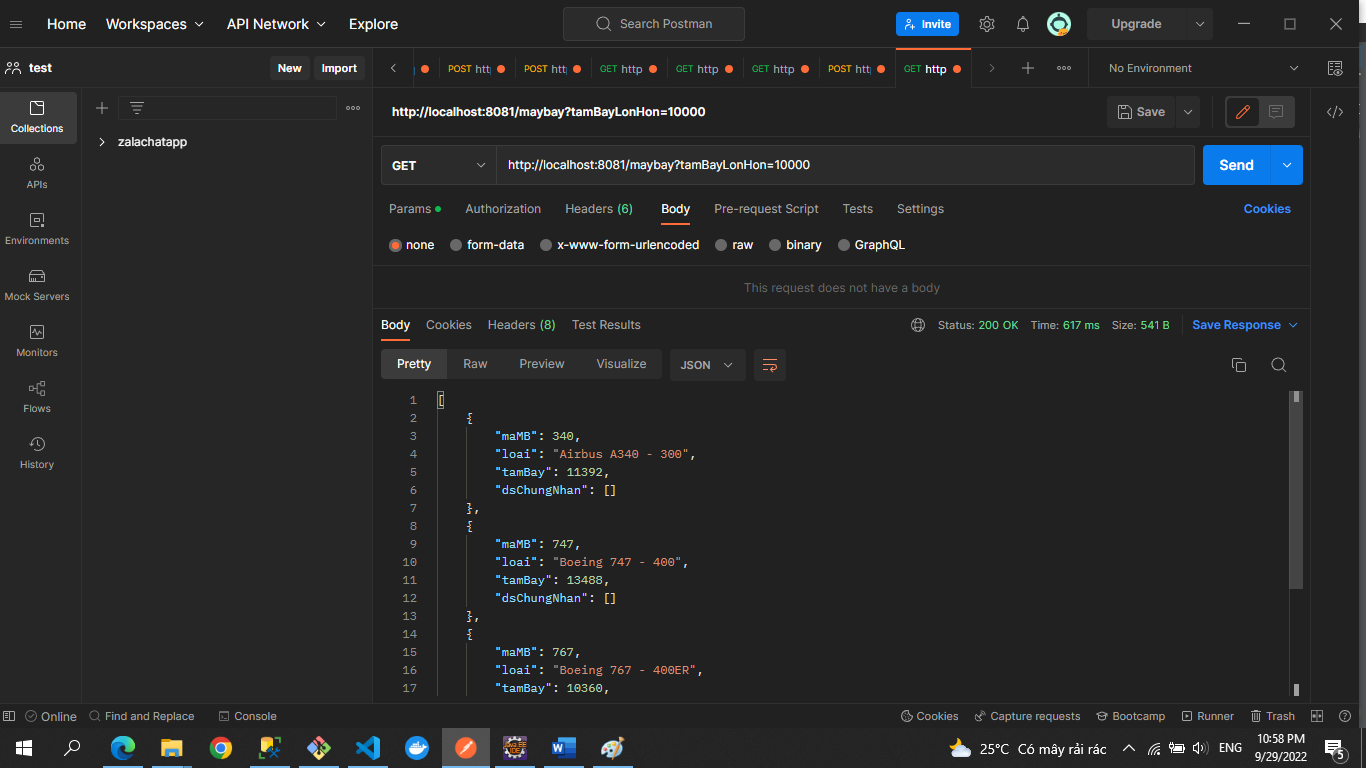 Home Workspaces API Network Explore Search Postman Invite Upgrade
test New Import POST http POST http GET http GET http GET http POST http GET http No Environment
Collections
zalachatapp
APIs
Environments
Mock Servers
Monitors
Flows
History
http://localhost:8081/maybay?tamBayLonHon=10000 Save
GET http://localhost:8081/maybay?tamBayLonHon=10000 Send
Params Authorization Headers (6) Body Pre-request Script Tests Settings Cookies
none form-data x-www-form-urlencoded raw binary GraphQL
This request does not have a body
Body Cookies Headers (8) Test Results Status: 200 OK Time: 617 ms Size: 541 B Save Response
Pretty Raw Preview Visualize JSON
1 [
2 {
3 "maMB": 340,
4 "loai": "Airbus A340 - 300",
5 "tamBay": 11392,
6 "dsChungNhan": []
7 },
8 {
9 "maMB": 747,
10 "loai": "Boeing 747 - 400",
11 "tamBay": 13488,
12 "dsChungNhan": []
13 },
14 {
15 "maMB": 767,
16 "loai": "Boeing 767 - 400ER",
17 "tamBay": 10360,
Online Find and Replace Console Cookies Capture requests Bootcamp Runner Trash
25°C Có mây rải rác ENG 10:58 PM
9/29/2022
5